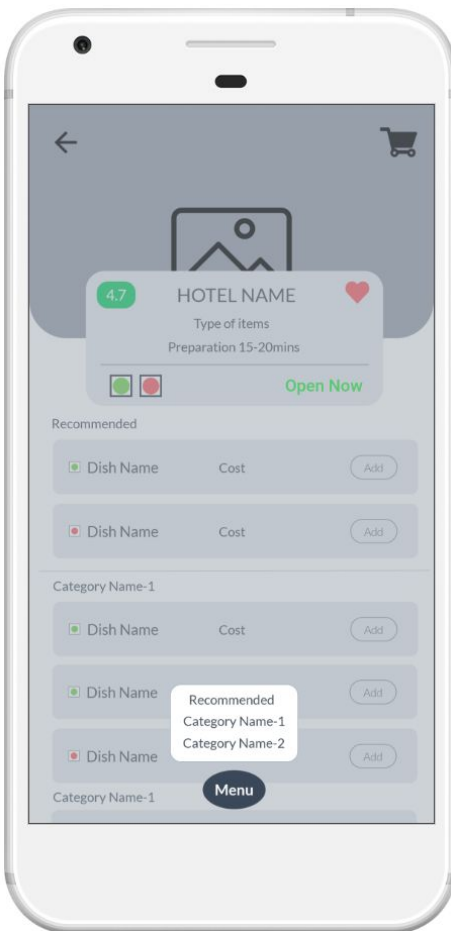 4.7
HOTEL NAME
Type of items
Preparation 15-20mins
Open Now
Recommended
Dish Name Cost Add
Dish Name Cost Add
Category Name-1
Dish Name Cost Add
Dish Name Add
Dish Name Add
Recommended
Category Name-1
Category Name-2
Category Name-1
Menu